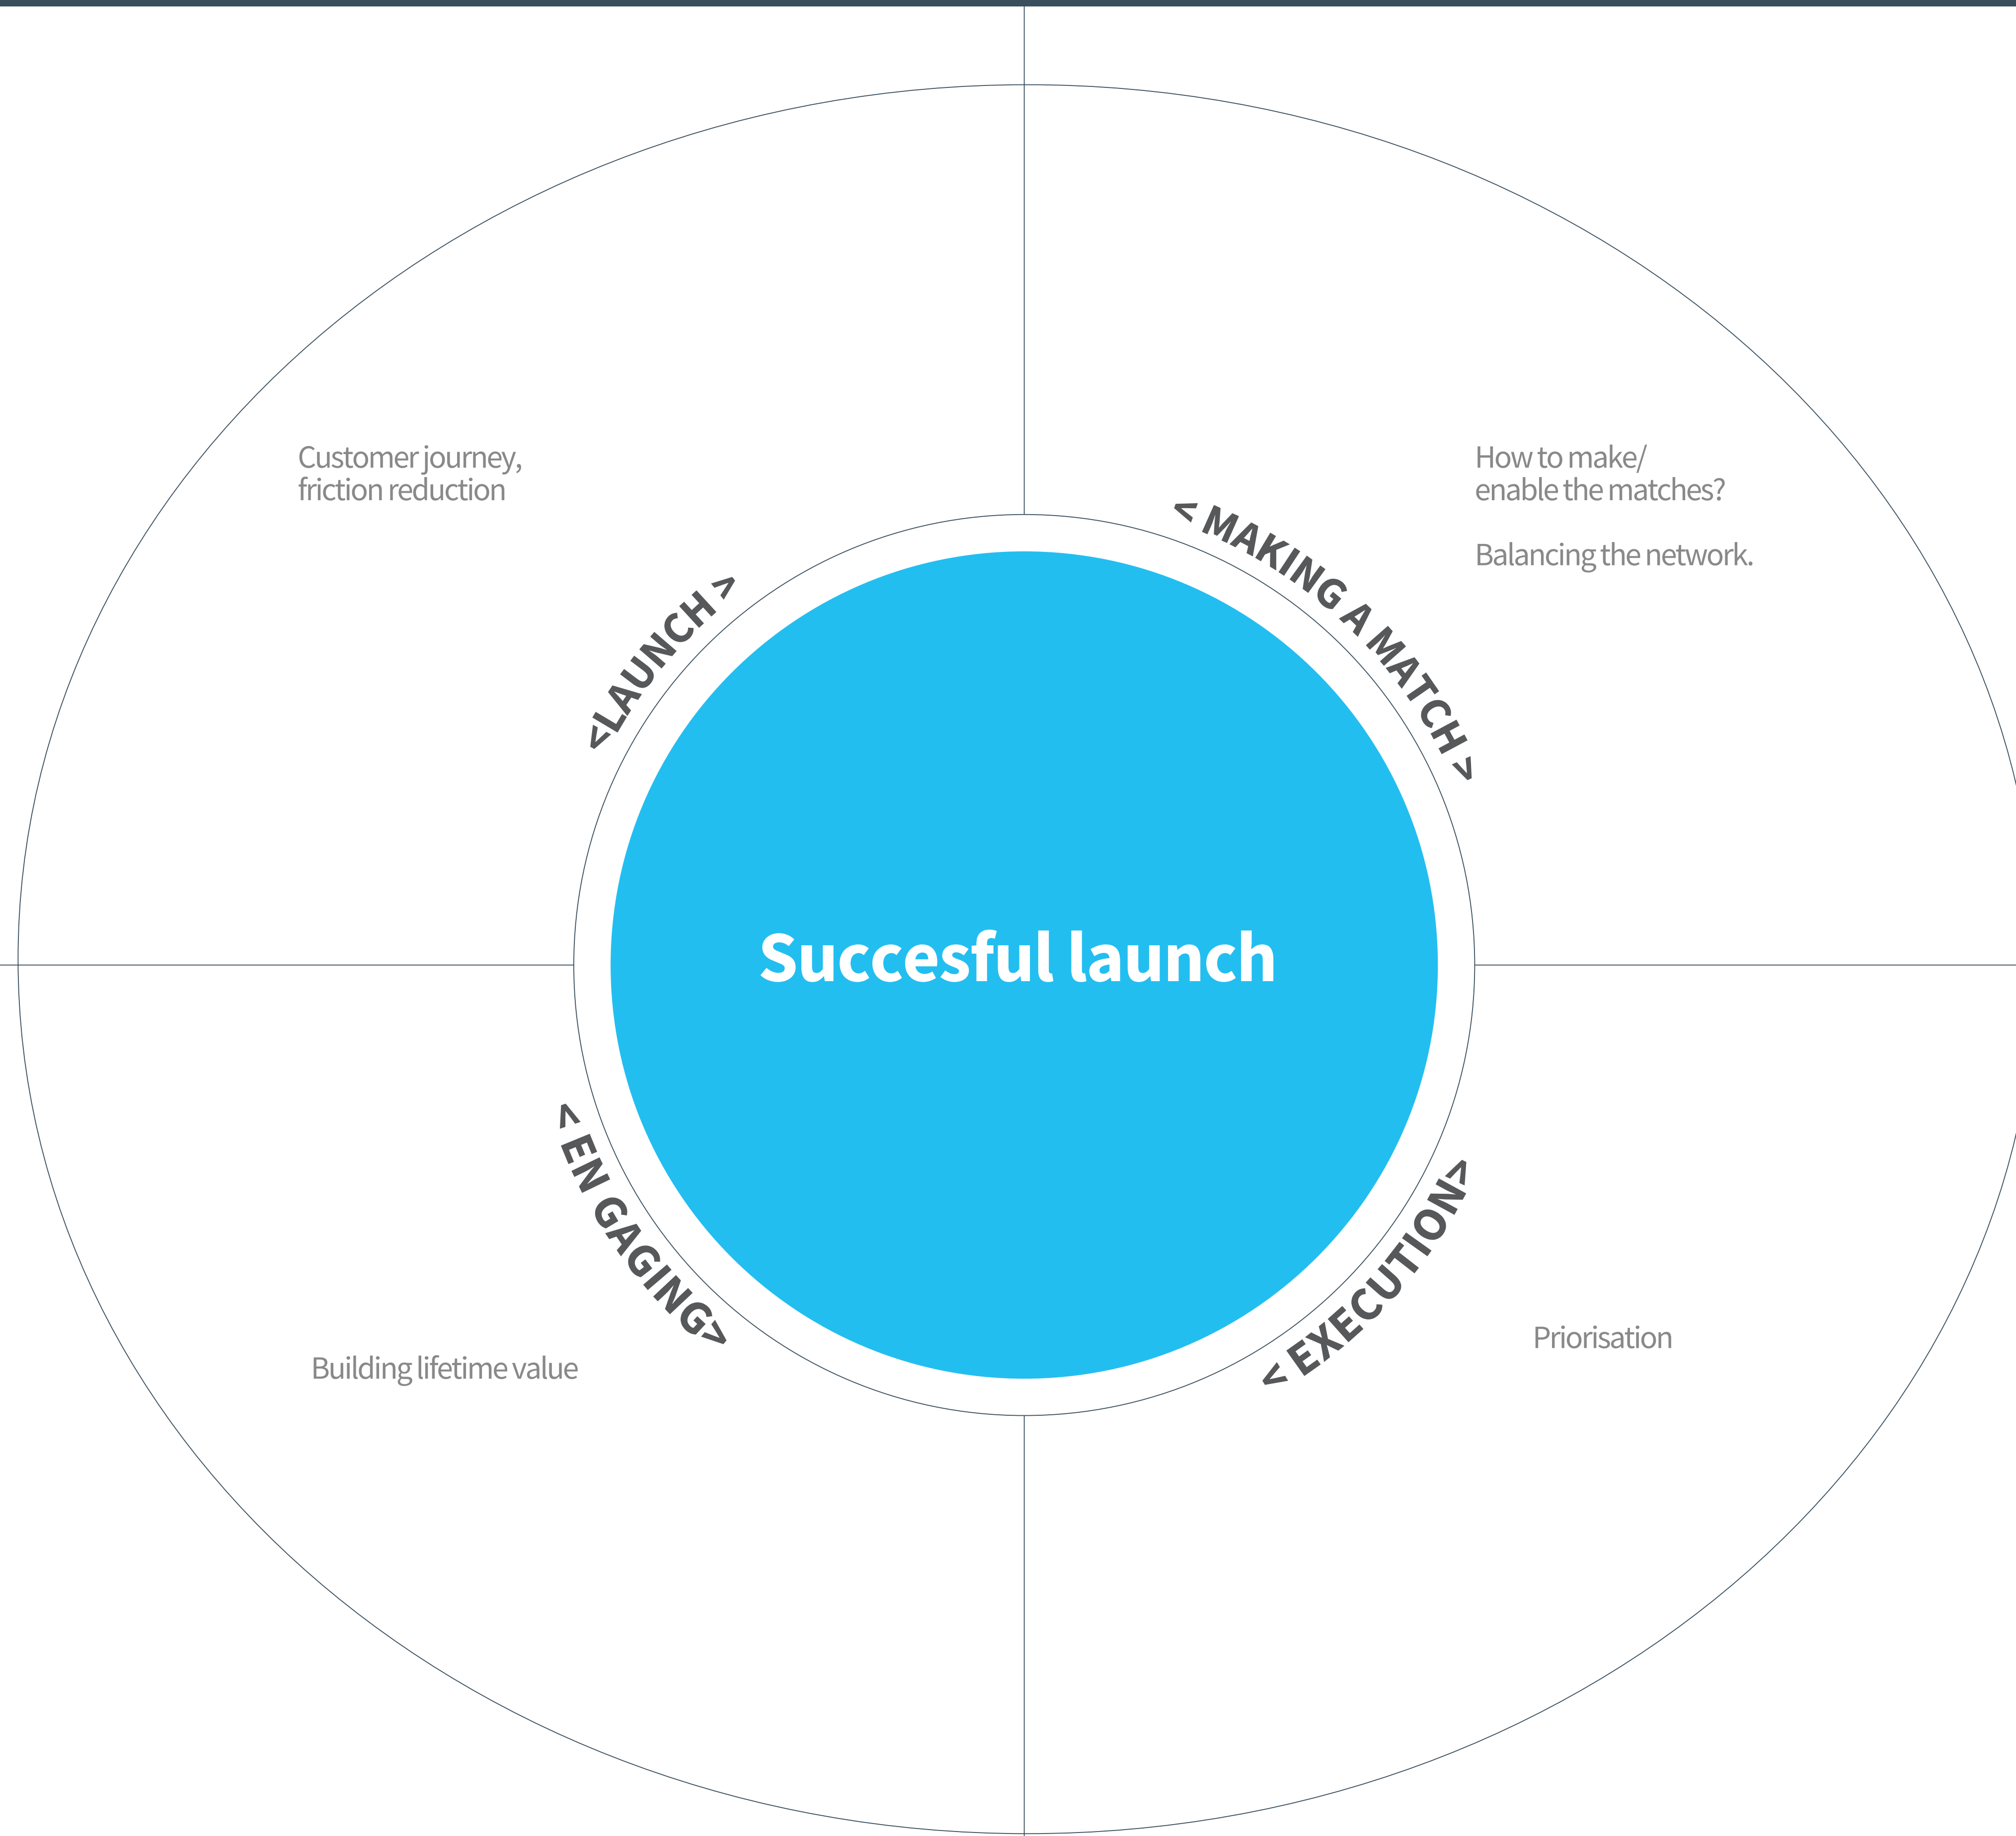 Customer journey,
friction reduction
How to make/
enable the matches?
Balancing the network.
<LAUNCH >
< MAKING A MATCH >
Succesful launch
< EN GAGING>
< EXECUTION>
Building lifetime value
Priorisation